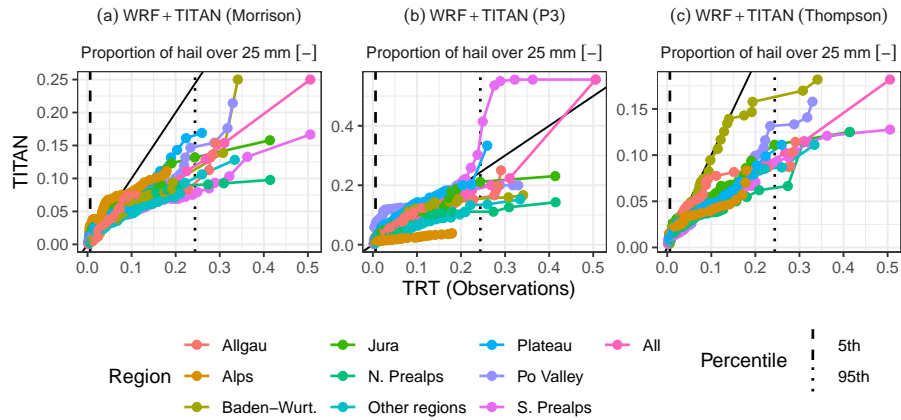 (a) WRF + TITAN (Morrison)
(b) WRF + TITAN (P3)
(c) WRF + TITAN (Thompson)
Proportion of hail over 25 mm [−]
Proportion of hail over 25 mm [−]
Proportion of hail over 25 mm [−]
TITAN
0.25
0.20
0.15
0.10
0.05
0.00
0.4
0.2
0.0
0.15
0.10
0.05
0.00
0.0 0.1 0.2 0.3 0.4 0.5
0.0 0.1 0.2 0.3 0.4 0.5
0.0 0.1 0.2 0.3 0.4 0.5
TRT (Observations)
Region
Allgau
Alps
Baden−Wurt.
Jura
N. Prealps
Other regions
Plateau
Po Valley
S. Prealps
All
Percentile
5th
95th